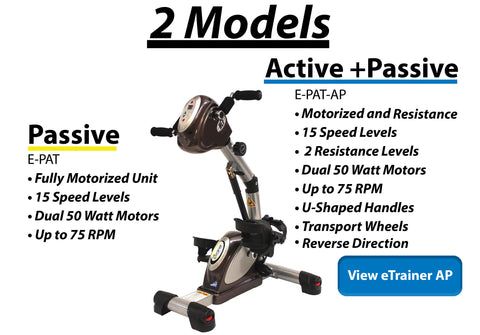 2 Models
Passive
E-PAT
• Fully Motorized Unit
• 15 Speed Levels
• Dual 50 Watt Motors
• Up to 75 RPM
Active +Passive
E-PAT-AP
• Motorized and Resistance
• 15 Speed Levels
• 2 Resistance Levels
• Dual 50 Watt Motors
• Up to 75 RPM
• U-Shaped Handles
• Transport Wheels
• Reverse Direction
View eTrainer AP